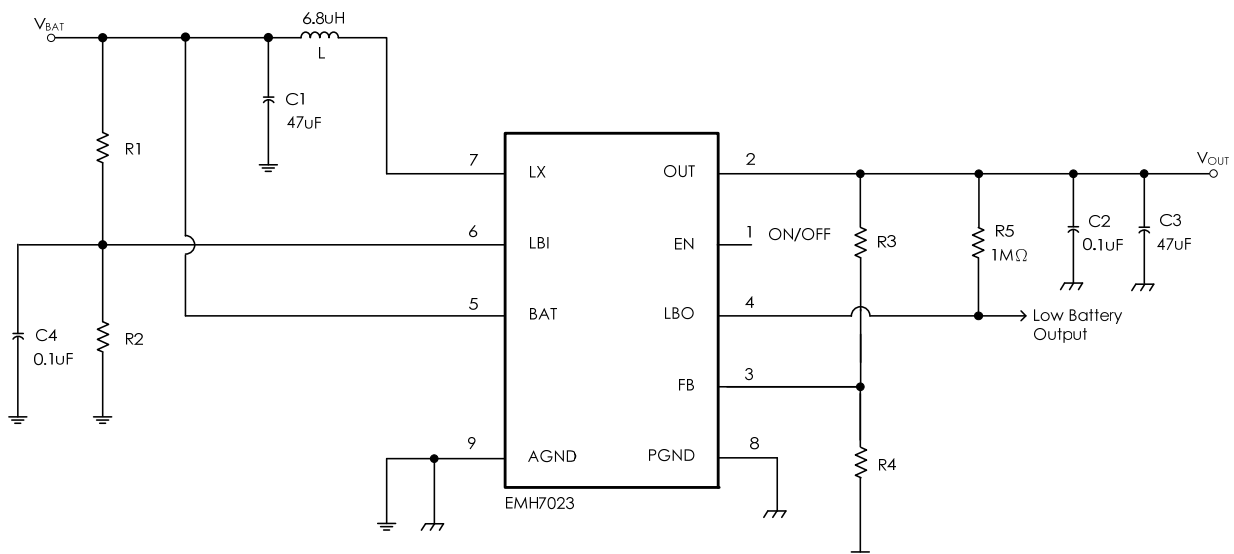 6.8uH
V_BAT
L
C1
47uF
R1
7
LX
OUT
2
V_OUT
6
LBI
EN
1
ON/OFF
R3
R5
1MΩ
C2
0.1uF
C3
47uF
5
BAT
LBO
4
Low Battery
Output
C4
0.1uF
R2
FB
3
9
AGND
PGND
8
R4
EMH7023